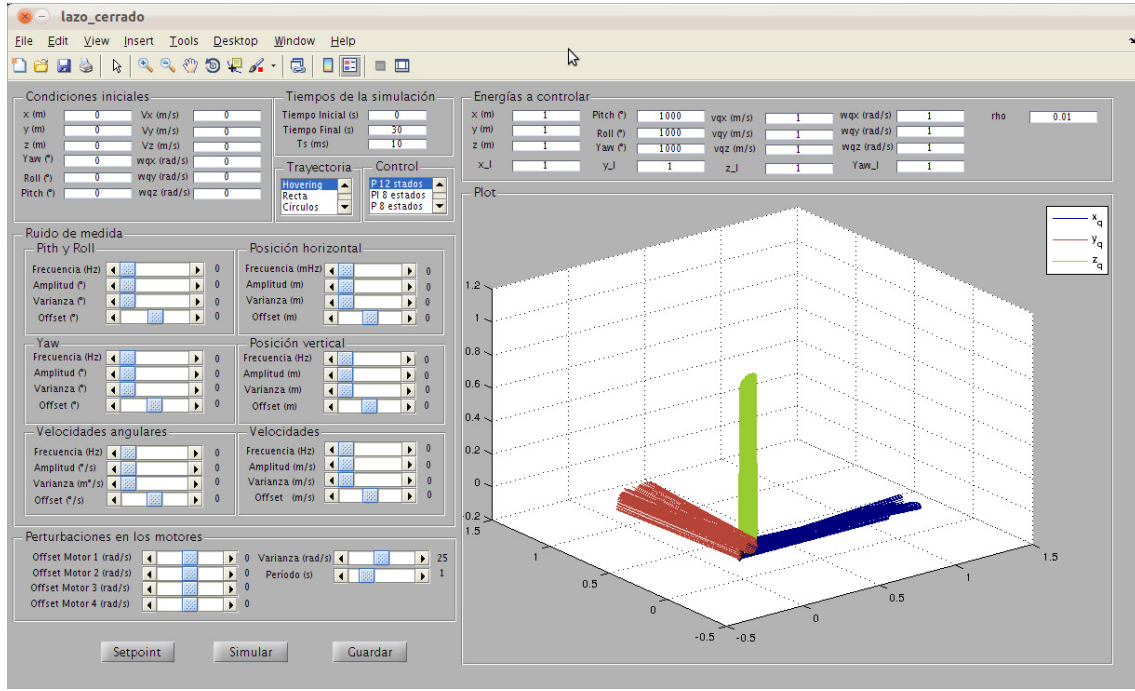 lazo_cerrado
File Edit View Insert Tools Desktop Window Help
Condiciones iniciales
x (m) 0 Vx (m/s) 0
y (m) 0 Vy (m/s) 0
z (m) 0 Vz (m/s) 0
Yaw (º) 0 wqx (rad/s) 0
Roll (º) 0 wqy (rad/s) 0
Pitch (º) 0 wqz (rad/s) 0
Tiempos de la simulación
Tiempo Inicial (s) 0
Tiempo Final (s) 30
Ts (ms) 10
Trayectoria
Hovering
Recta
Círculos
Control
P 12 stados
PI 8 estados
P 8 estados
Energías a controlar
x (m) 1 Pitch (º) 1000 vqx (m/s) 1 wqx (rad/s) 1 rho 0.01
y (m) 1 Roll (º) 1000 vqy (m/s) 1 wqy (rad/s) 1
z (m) 1 Yaw (º) 1000 vqz (m/s) 1 wqz (rad/s) 1
x_I 1 y_I 1 z_I 1 Yaw_I 1
Ruido de medida
Pith y Roll
Frecuencia (Hz) 0
Amplitud (º) 0
Varianza (º) 0
Offset (º) 0
Posición horizontal
Frecuencia (mHz) 0
Amplitud (m) 0
Varianza (m) 0
Offset (m) 0
Yaw
Frecuencia (Hz) 0
Amplitud (º) 0
Varianza (º) 0
Offset (º) 0
Posición vertical
Frecuencia (Hz) 0
Amplitud (m) 0
Varianza (m) 0
Offset (m) 0
Velocidades angulares
Frecuencia (Hz) 0
Amplitud (º/s) 0
Varianza (mº/s) 0
Offset (º/s) 0
Velocidades
Frecuencia (Hz) 0
Amplitud (m/s) 0
Varianza (m/s) 0
Offset (m/s) 0
Perturbaciones en los motores
Offset Motor 1 (rad/s) 0 Varianza (rad/s) 25
Offset Motor 2 (rad/s) 0 Período (s) 1
Offset Motor 3 (rad/s) 0
Offset Motor 4 (rad/s) 0
Setpoint Simular Guardar
Plot
x_q
y_q
z_q
1.2
1
0.8
0.6
0.4
0.2
0
-0.2
1.5
1
0.5
0
-0.5
-0.5
0
0.5
1
1.5